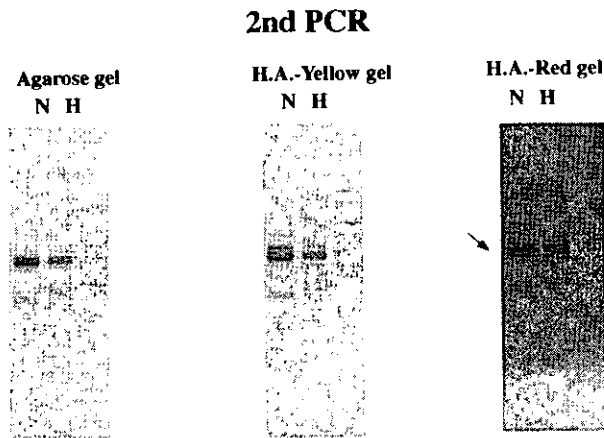 2nd PCR
Agarose gel
N H
H.A.-Yellow gel
N H
H.A.-Red gel
N H